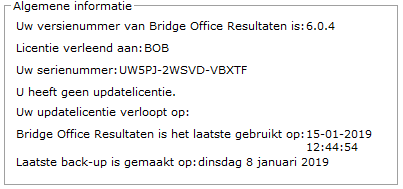 Algemene informatie
Uw versienummer van Bridge Office Resultaten is: 6.0.4
Licentie verleend aan: BOB
Uw serienummer: UW5PJ-2WSVD-VBXTF
U heeft geen updatelicentie.
Uw updatelicentie verloopt op:
Bridge Office Resultaten is het laatste gebruikt op: 15-01-2019
12:44:54
Laatste back-up is gemaakt op: dinsdag 8 januari 2019